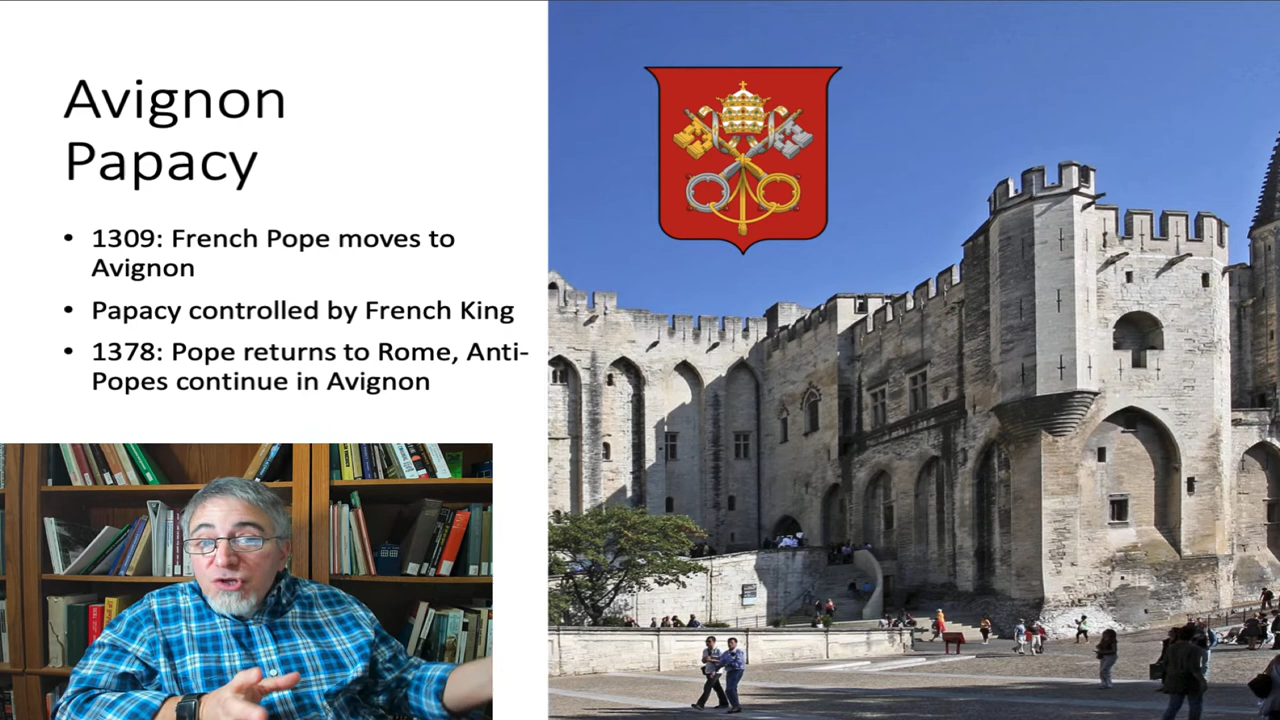 Avignon
Papacy
• 1309: French Pope moves to
Avignon
• Papacy controlled by French King
• 1378: Pope returns to Rome, Anti-
Popes continue in Avignon